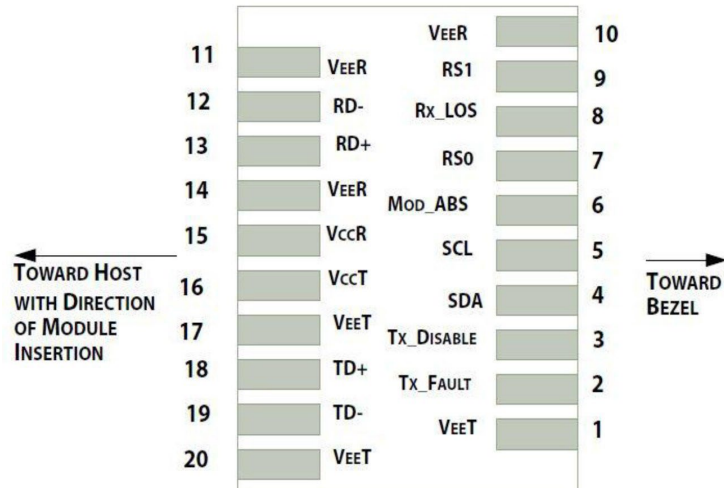 11 VEER
12 RD-
13 RD+
14 VEER
15 VCCR
16 VCCT
17 VEET
18 TD+
19 TD-
20 VEET
VEER 10
RS1 9
RX_LOS 8
RS0 7
MOD_ABS 6
SCL 5
SDA 4
TX_DISABLE 3
TX_FAULT 2
VEET 1
TOWARD HOST
WITH DIRECTION
OF MODULE
INSERTION
TOWARD
BEZEL